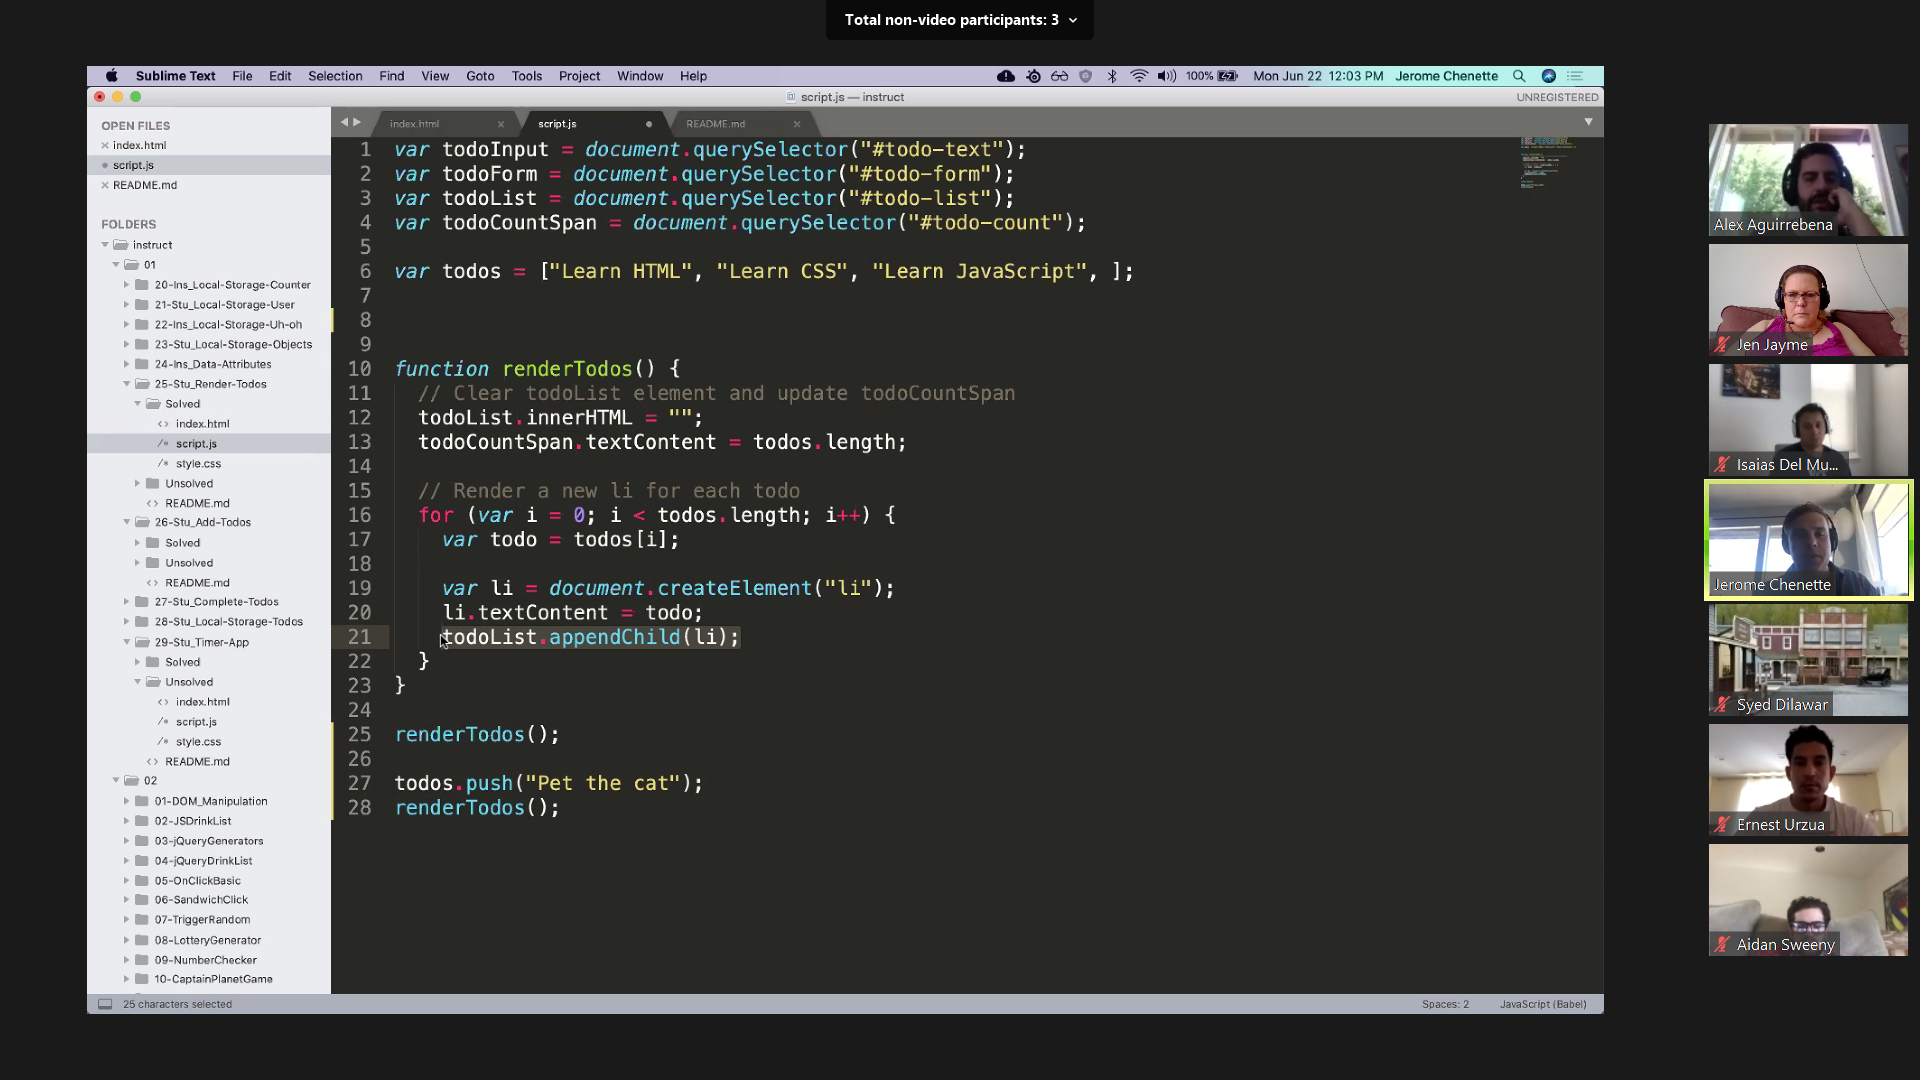 Total non-video participants: 3
Sublime Text File Edit Selection Find View Goto Tools Project Window Help 100% Mon Jun 22 12:03 PM Jerome Chenette
script.js — instruct UNREGISTERED
OPEN FILES
index.html
script.js
README.md
FOLDERS
instruct
01
20-Ins_Local-Storage-Counter
21-Stu_Local-Storage-User
22-Ins_Local-Storage-Uh-oh
23-Stu_Local-Storage-Objects
24-Ins_Data-Attributes
25-Stu_Render-Todos
Solved
<> index.html
/* script.js
/* style.css
Unsolved
<> README.md
26-Stu_Add-Todos
Solved
Unsolved
<> README.md
27-Stu_Complete-Todos
28-Stu_Local-Storage-Todos
29-Stu_Timer-App
Solved
Unsolved
<> index.html
/* script.js
/* style.css
<> README.md
02
01-DOM_Manipulation
02-JSDrinkList
03-jQueryGenerators
04-jQueryDrinkList
05-OnClickBasic
06-SandwichClick
07-TriggerRandom
08-LotteryGenerator
09-NumberChecker
10-CaptainPlanetGame
index.html script.js README.md
1 var todoInput = document.querySelector("#todo-text");
2 var todoForm = document.querySelector("#todo-form");
3 var todoList = document.querySelector("#todo-list");
4 var todoCountSpan = document.querySelector("#todo-count");
5
6 var todos = ["Learn HTML", "Learn CSS", "Learn JavaScript", ];
7
8
9
10 function renderTodos() {
11 // Clear todoList element and update todoCountSpan
12 todoList.innerHTML = "";
13 todoCountSpan.textContent = todos.length;
14
15 // Render a new li for each todo
16 for (var i = 0; i < todos.length; i++) {
17 var todo = todos[i];
18
19 var li = document.createElement("li");
20 li.textContent = todo;
21 todoList.appendChild(li);
22 }
23 }
24
25 renderTodos();
26
27 todos.push("Pet the cat");
28 renderTodos();
25 characters selected Spaces: 2 JavaScript (Babel)
Alex Aguirrebena
Jen Jayme
Isaias Del Mu...
Jerome Chenette
Syed Dilawar
Ernest Urzua
Aidan Sweeny